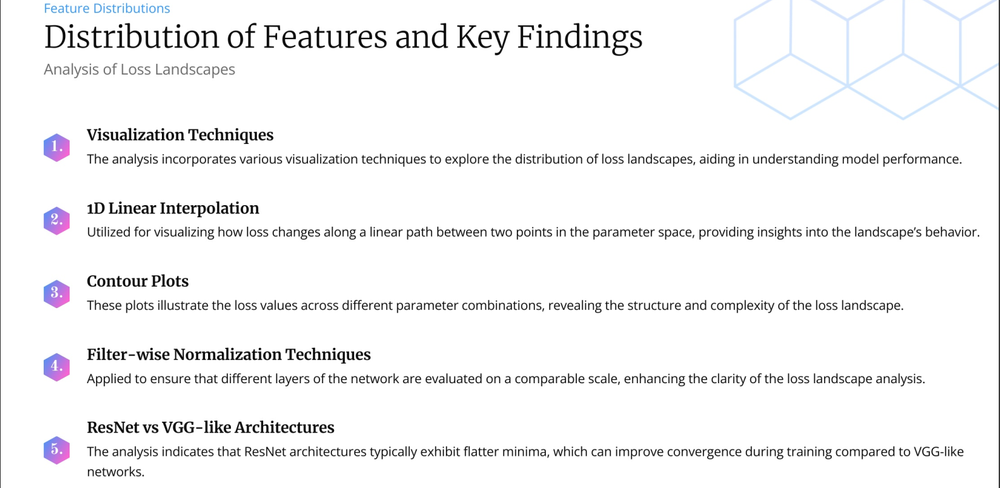 Feature Distributions
Distribution of Features and Key Findings
Analysis of Loss Landscapes
1.
Visualization Techniques
The analysis incorporates various visualization techniques to explore the distribution of loss landscapes, aiding in understanding model performance.
2.
1D Linear Interpolation
Utilized for visualizing how loss changes along a linear path between two points in the parameter space, providing insights into the landscape’s behavior.
3.
Contour Plots
These plots illustrate the loss values across different parameter combinations, revealing the structure and complexity of the loss landscape.
4.
Filter-wise Normalization Techniques
Applied to ensure that different layers of the network are evaluated on a comparable scale, enhancing the clarity of the loss landscape analysis.
5.
ResNet vs VGG-like Architectures
The analysis indicates that ResNet architectures typically exhibit flatter minima, which can improve convergence during training compared to VGG-like
networks.